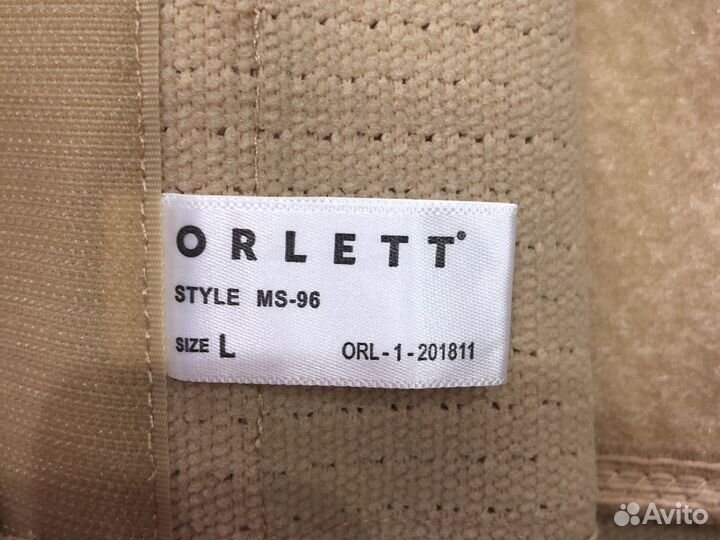 ORLETT®
STYLE MS-96
SIZE L ORL-1-201811
Avito